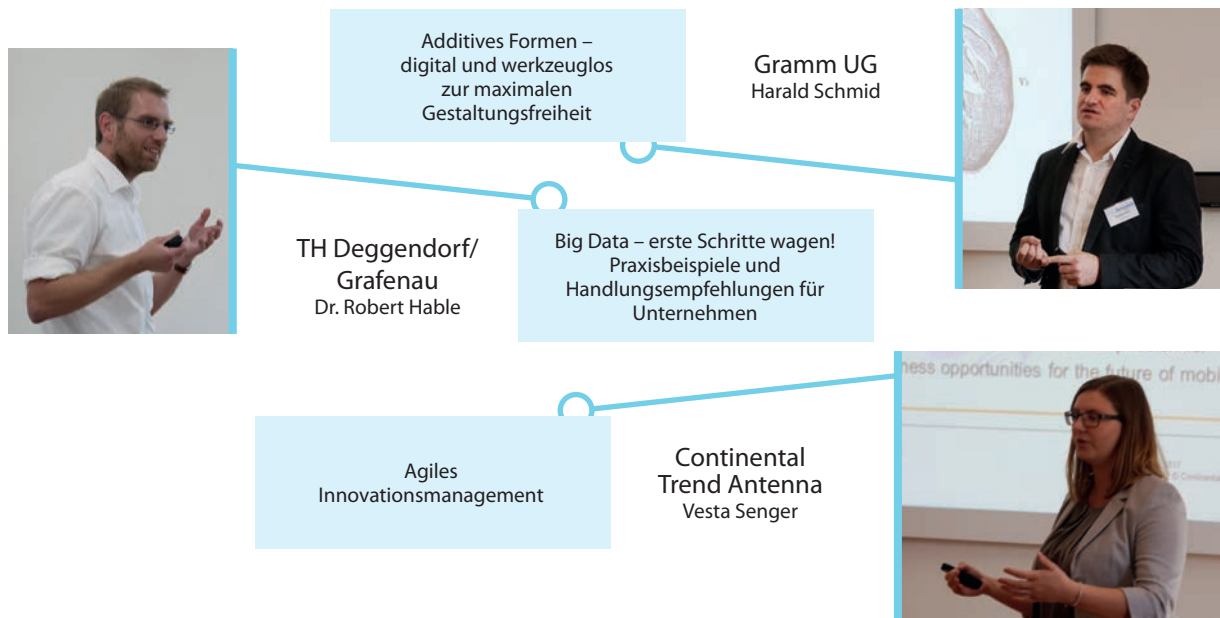 Additives Formen –
digital und werkzeuglos
zur maximalen
Gestaltungsfreiheit
Gramm UG
Harald Schmid
TH Deggendorf/
Grafenau
Dr. Robert Hable
Big Data – erste Schritte wagen!
Praxisbeispiele und
Handlungsempfehlungen für
Unternehmen
Agiles
Innovationsmanagement
Continental
Trend Antenna
Vesta Senger
ness opportunities for the future of mobi
© Continenta